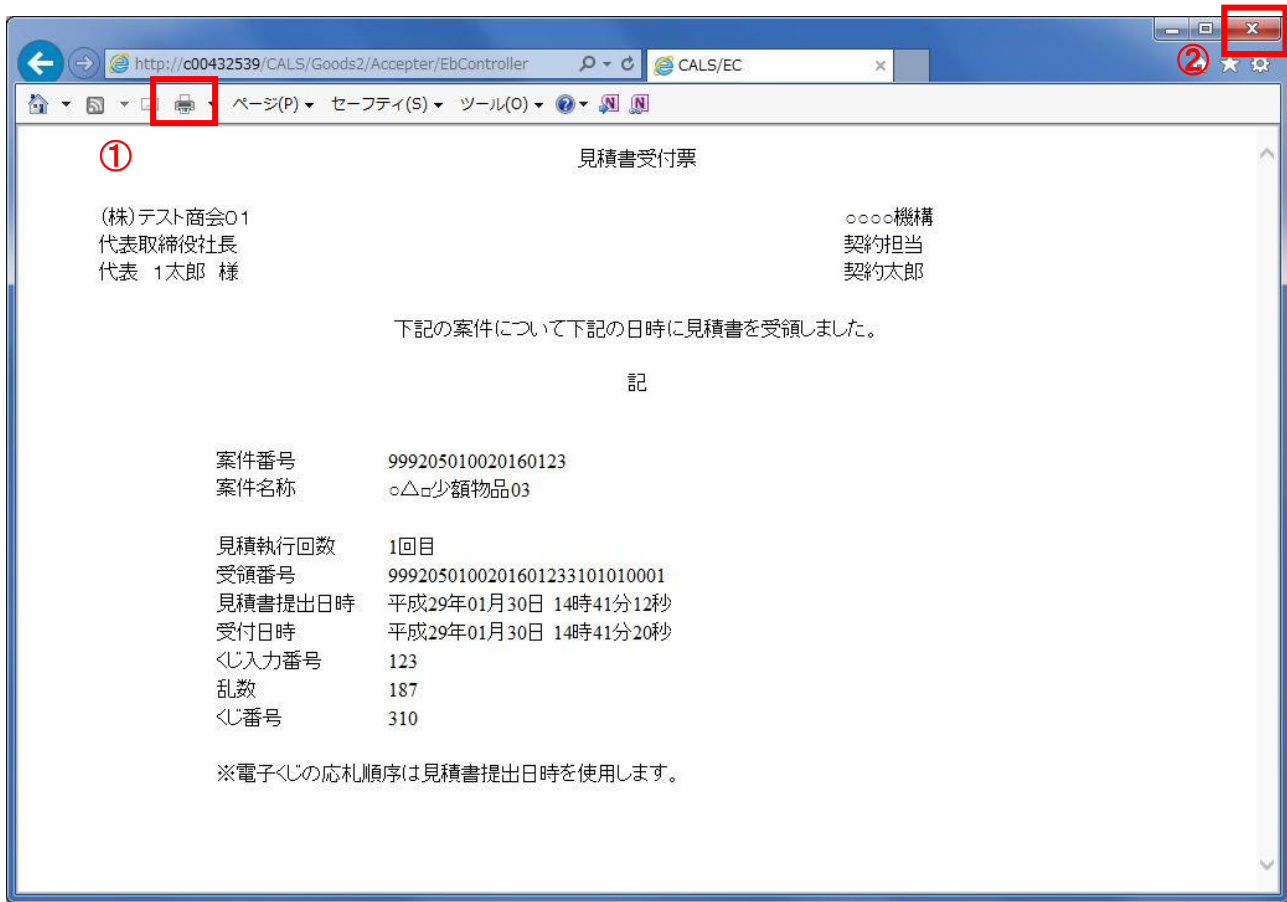 ②
http://c00432539/CALS/Goods2/Accepter/EbController
CALS/EC
ページ(P) セーフティ(S) ツール(O)
①
見積書受付票
(株)テスト商会01
代表取締役社長
代表 1太郎 様
○○○○機構
契約担当
契約太郎
下記の案件について下記の日時に見積書を受領しました。
記
案件番号 999205010020160123
案件名称 ○△□少額物品03
見積執行回数 1回目
受領番号 9992050100201601233101010001
見積書提出日時 平成29年01月30日 14時41分12秒
受付日時 平成29年01月30日 14時41分20秒
くじ入力番号 123
乱数 187
くじ番号 310
※電子くじの応札順序は見積書提出日時を使用します。